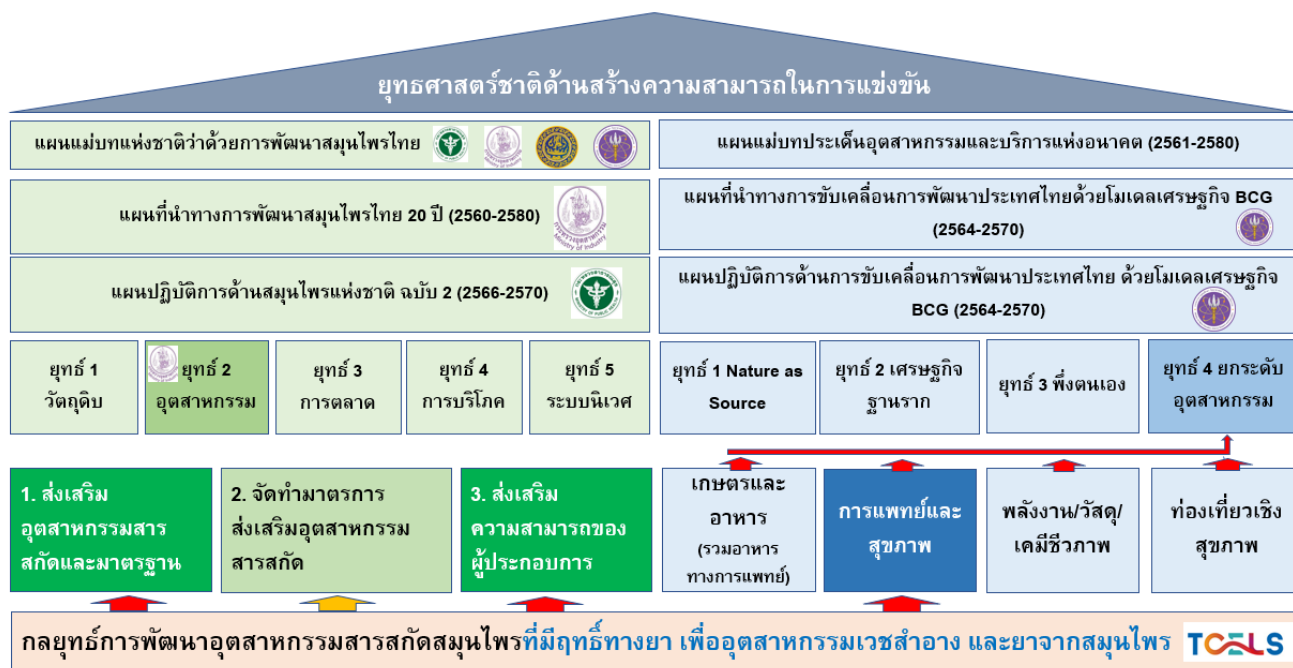 ยุทธศาสตร์ชาติด้านสร้างความสามารถในการแข่งขัน
แผนแม่บทแห่งชาติว่าด้วยการพัฒนาสมุนไพรไทย
แผนที่นำทางการพัฒนาสมุนไพรไทย 20 ปี (2560-2580)
กระทรวงอุตสาหกรรม
Ministry of Industry
แผนปฏิบัติการด้านสมุนไพรแห่งชาติ ฉบับ 2 (2566-2570)
แผนแม่บทประเด็นอุตสาหกรรมและบริการแห่งอนาคต (2561-2580)
แผนที่นำทางการขับเคลื่อนการพัฒนาประเทศไทยด้วยโมเดลเศรษฐกิจ BCG
(2564-2570)
แผนปฏิบัติการด้านการขับเคลื่อนการพัฒนาประเทศไทย ด้วยโมเดลเศรษฐกิจ
BCG (2564-2570)
ยุทธ์ 1
วัตถุดิบ
ยุทธ์ 2
อุตสาหกรรม
ยุทธ์ 3
การตลาด
ยุทธ์ 4
การบริโภค
ยุทธ์ 5
ระบบนิเวศ
ยุทธ์ 1 Nature as
Source
ยุทธ์ 2 เศรษฐกิจ
ฐานราก
ยุทธ์ 3 พึ่งตนเอง
ยุทธ์ 4 ยกระดับ
อุตสาหกรรม
1. ส่งเสริม
อุตสาหกรรมสาร
สกัดและมาตรฐาน
2. จัดทำมาตรการ
ส่งเสริมอุตสาหกรรม
สารสกัด
3. ส่งเสริม
ความสามารถของ
ผู้ประกอบการ
เกษตรและ
อาหาร
(รวมอาหาร
ทางการแพทย์)
การแพทย์และ
สุขภาพ
พลังงาน/วัสดุ/
เคมีชีวภาพ
ท่องเที่ยวเชิง
สุขภาพ
กลยุทธ์การพัฒนาอุตสาหกรรมสารสกัดสมุนไพรที่มีฤทธิ์ทางยา เพื่ออุตสาหกรรมเวชสำอาง และยาจากสมุนไพร TCELS